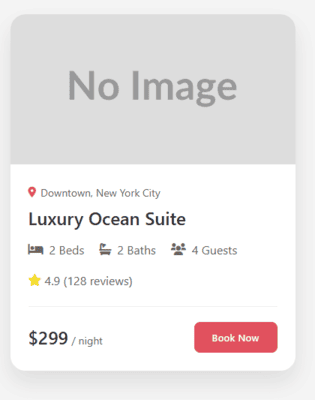 No Image
Downtown, New York City
Luxury Ocean Suite
2 Beds 2 Baths 4 Guests
4.9 (128 reviews)
$299 / night Book Now